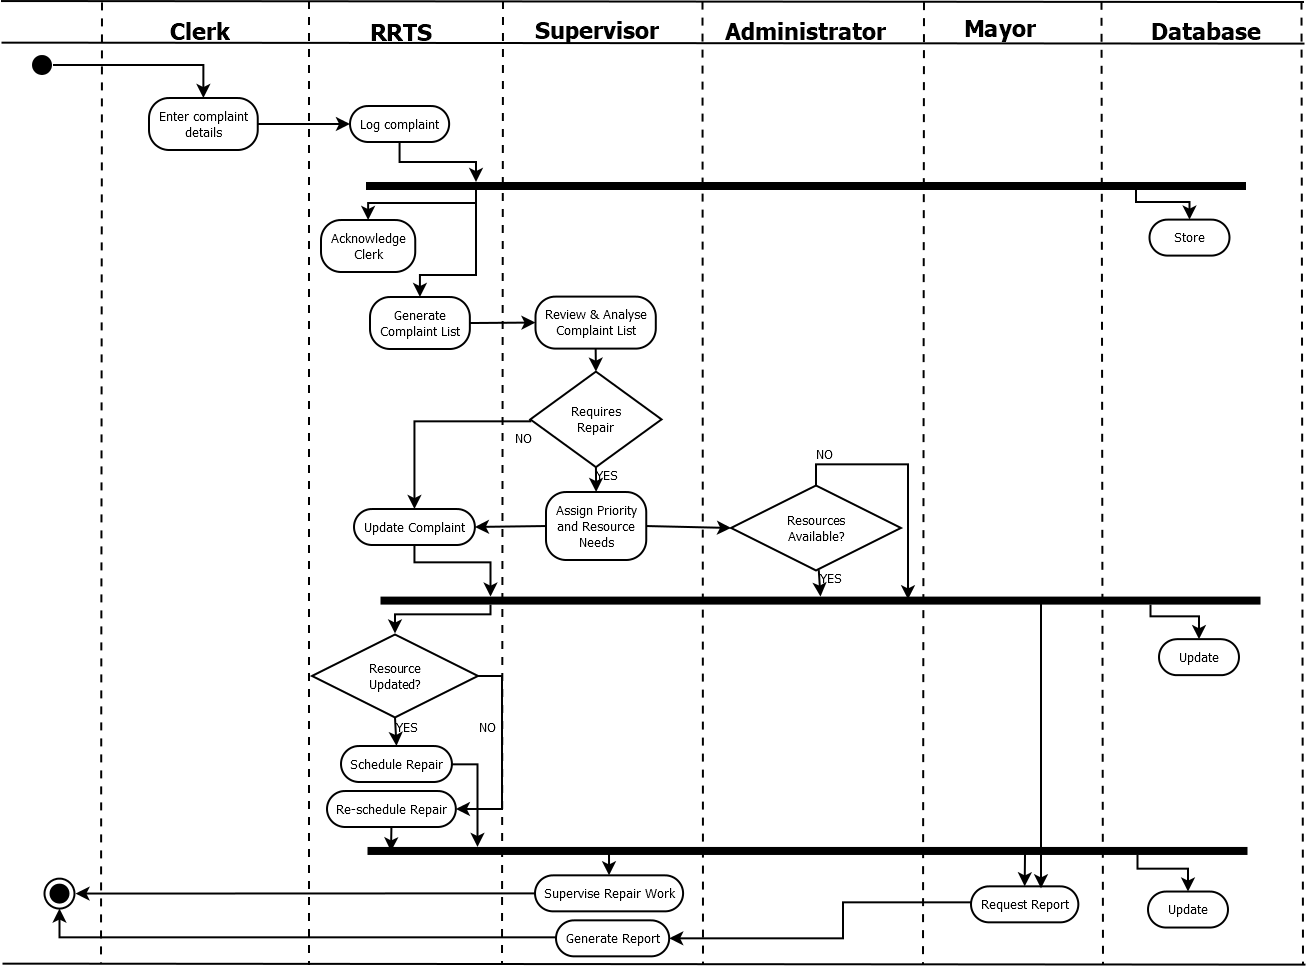 Clerk
RRTS
Supervisor
Administrator
Mayor
Database
Enter complaint
details
Log complaint
Acknowledge
Clerk
Store
Generate
Complaint List
Review & Analyse
Complaint List
Requires
Repair
NO
YES
NO
Update Complaint
Assign Priority
and Resource
Needs
Resources
Available?
YES
Resource
Updated?
Update
YES
NO
Schedule Repair
Re-schedule Repair
Supervise Repair Work
Request Report
Update
Generate Report